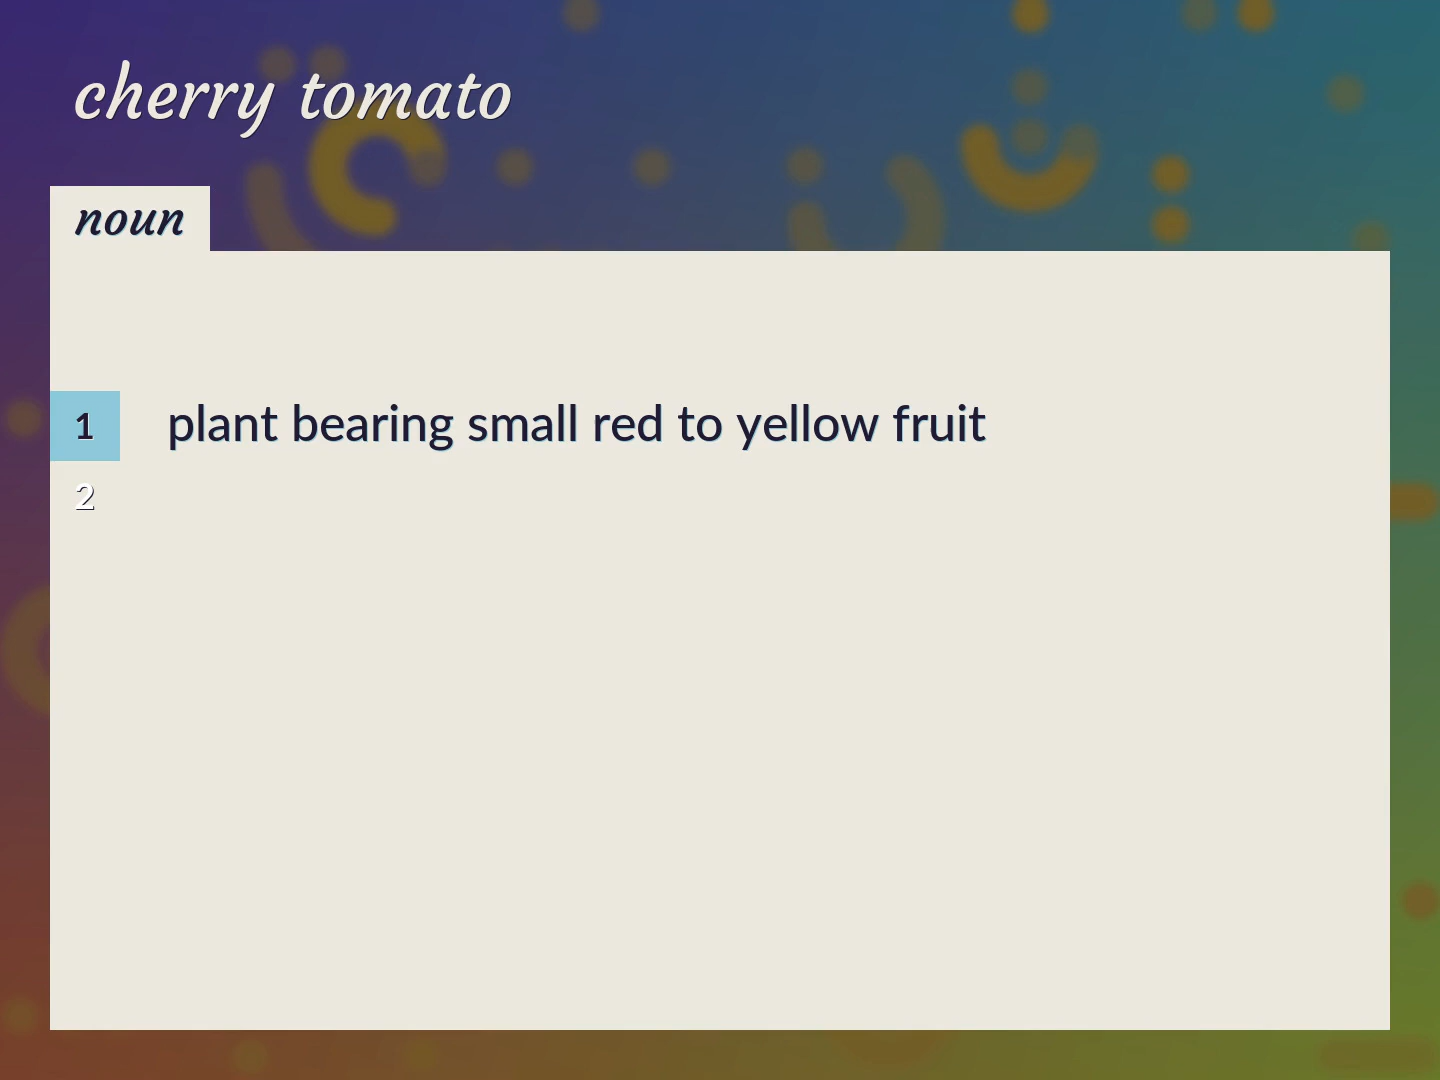 cherry tomato
noun
1 plant bearing small red to yellow fruit
2